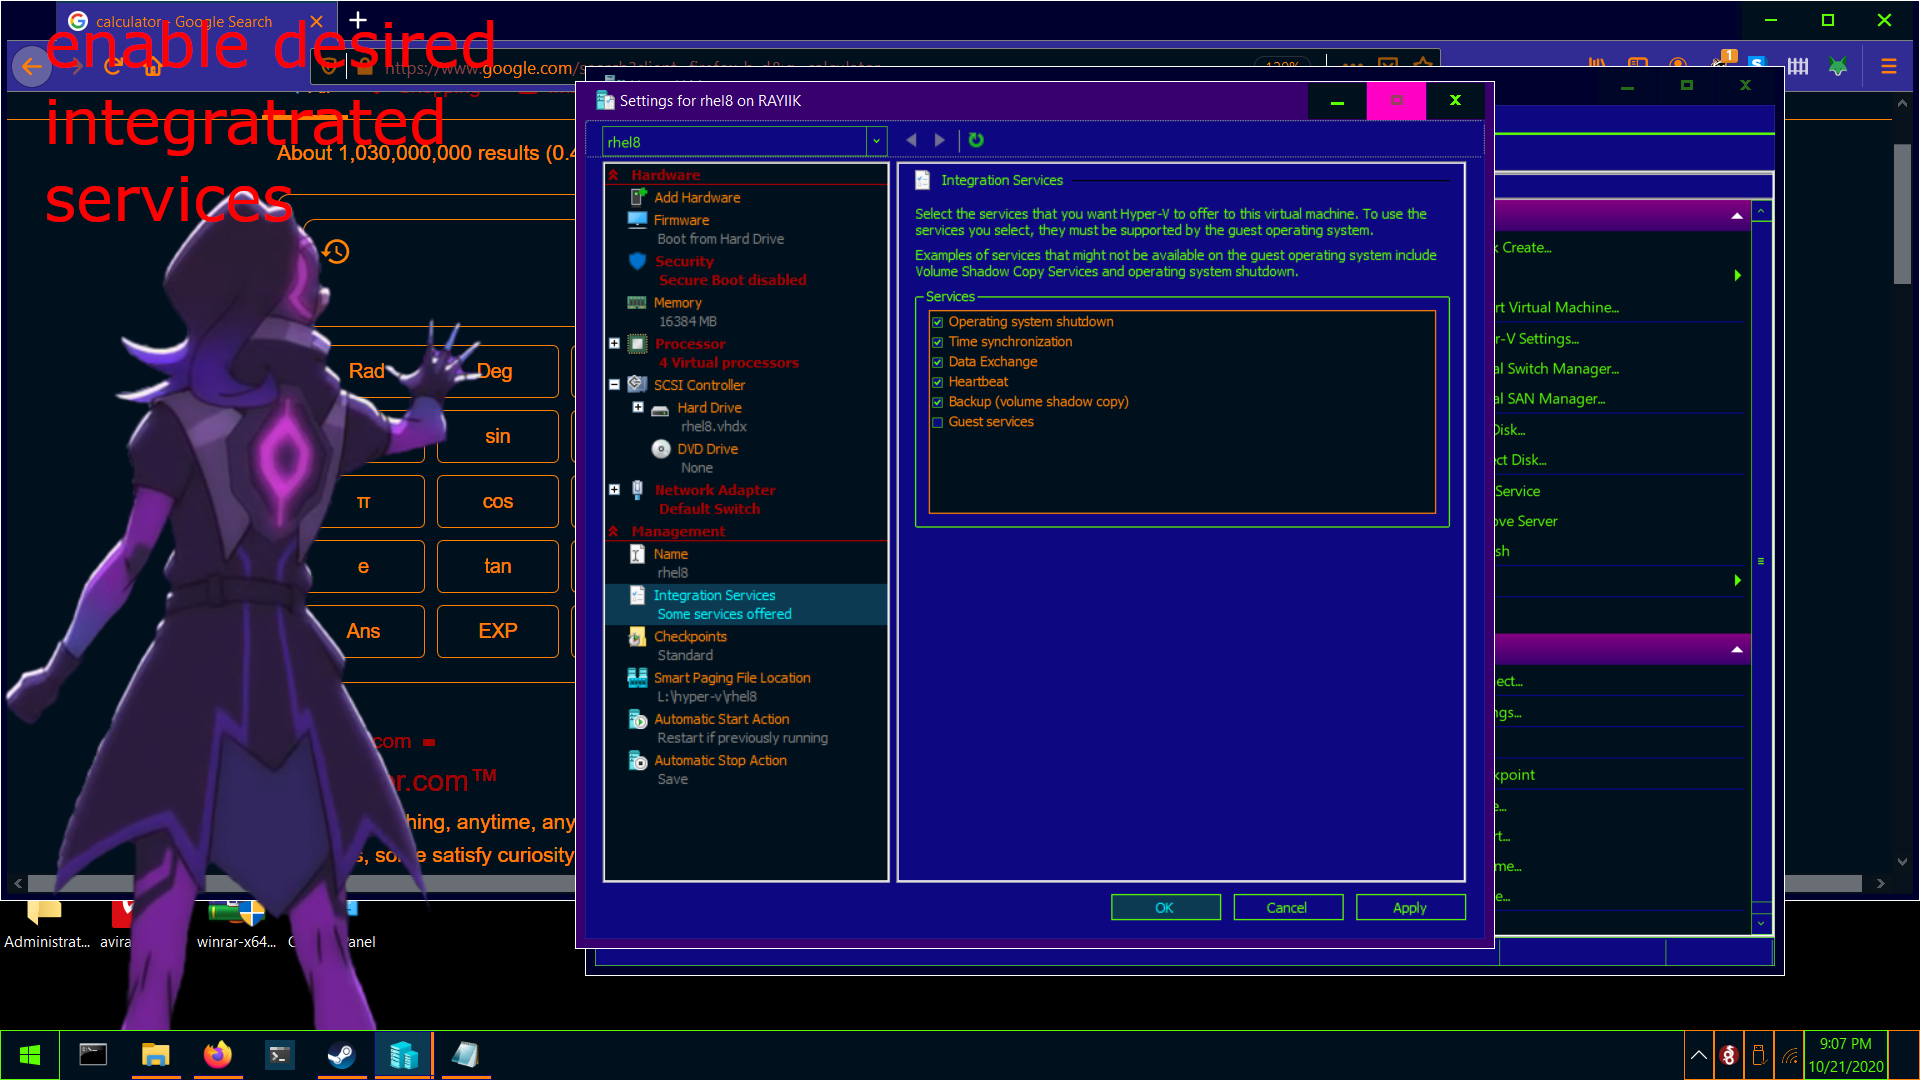 calculator - Google Search
enable desired
integratrated
services
https://www.google.com/
120%
1
About 1,030,000,000 results (0.4
Rad
Deg
sin
π
cos
e
tan
Ans
EXP
.com
r.com™
hing, anytime, any
satisfy curiosity
Administrat...
avira
winrar-x64...
Panel
Settings for rhel8 on RAYIIK
rhel8
Hardware
Add Hardware
Firmware
Boot from Hard Drive
Security
Secure Boot disabled
Memory
16384 MB
Processor
4 Virtual processors
SCSI Controller
Hard Drive
rhel8.vhdx
DVD Drive
None
Network Adapter
Default Switch
Management
Name
rhel8
Integration Services
Some services offered
Checkpoints
Standard
Smart Paging File Location
L:\hyper-v\rhel8
Automatic Start Action
Restart if previously running
Automatic Stop Action
Save
Integration Services
Select the services that you want Hyper-V to offer to this virtual machine. To use the
services you select, they must be supported by the guest operating system.
Examples of services that might not be available on the guest operating system include
Volume Shadow Copy Services and operating system shutdown.
Services
Operating system shutdown
Time synchronization
Data Exchange
Heartbeat
Backup (volume shadow copy)
Guest services
OK
Cancel
Apply
k Create...
rt Virtual Machine...
r-V Settings...
al Switch Manager...
al SAN Manager...
Disk...
ct Disk...
Service
ove Server
sh
ect...
ngs...
kpoint
e...
rt...
me...
e...
9:07 PM
10/21/2020